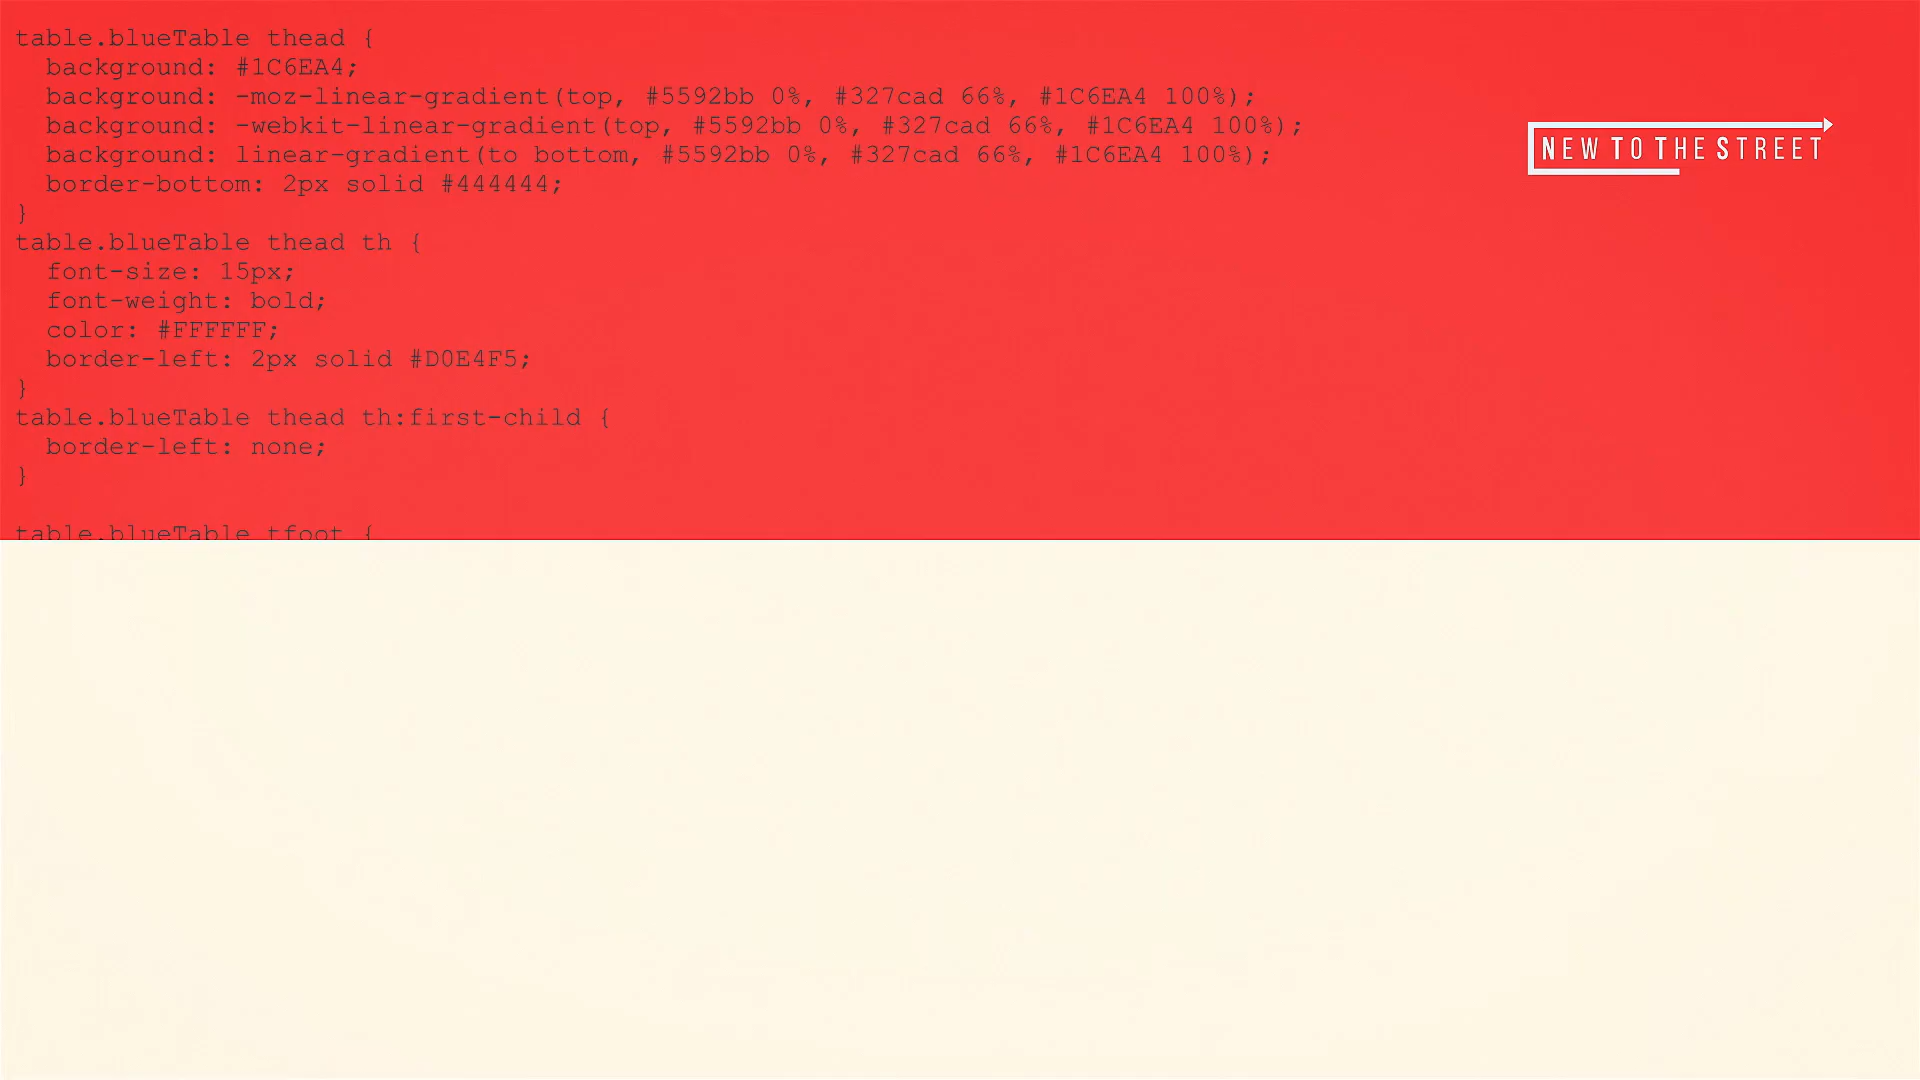 table.blueTable thead {
  background: #1C6EA4;
  background: -moz-linear-gradient(top, #5592bb 0%, #327cad 66%, #1C6EA4 100%);
  background: -webkit-linear-gradient(top, #5592bb 0%, #327cad 66%, #1C6EA4 100%);
  background: linear-gradient(to bottom, #5592bb 0%, #327cad 66%, #1C6EA4 100%);
  border-bottom: 2px solid #444444;
}
table.blueTable thead th {
  font-size: 15px;
  font-weight: bold;
  color: #FFFFFF;
  border-left: 2px solid #D0E4F5;
}
table.blueTable thead th:first-child {
  border-left: none;
}
table.blueTable tfoot {
NEW TO THE STREET